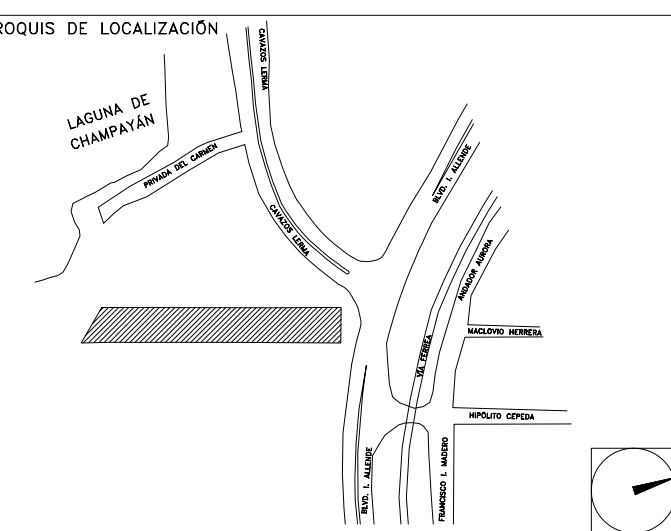 ROQUIS DE LOCALIZACIÓN
CAVAZOS LERMA
LAGUNA DE
CHAMPAYÁN
PRIVADA DEL CARMEN
BLVD. I. ALLENDE
CAVAZOS LERMA
ANDADOR AURORA
MACLOVIO HERRERA
VÍA FERREA
HIPÓLITO CEPEDA
BLVD. I. ALLENDE
FRANCISCO I. MADERO